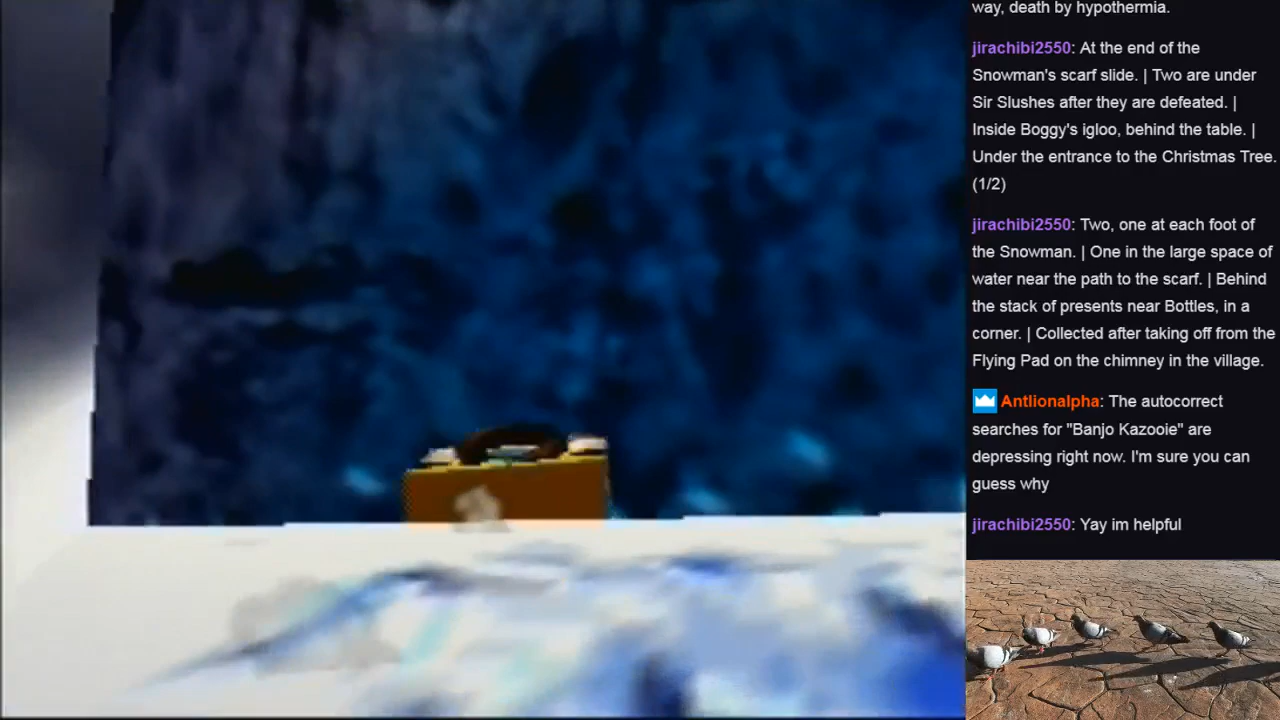 way, death by hypothermia.
jirachibi2550: At the end of the
Snowman's scarf slide. | Two are under
Sir Slushes after they are defeated. |
Inside Boggy's igloo, behind the table. |
Under the entrance to the Christmas Tree.
(1/2)
jirachibi2550: Two, one at each foot of
the Snowman. | One in the large space of
water near the path to the scarf. | Behind
the stack of presents near Bottles, in a
corner. | Collected after taking off from the
Flying Pad on the chimney in the village.
Antlionalpha: The autocorrect
searches for "Banjo Kazooie" are
depressing right now. I'm sure you can
guess why
jirachibi2550: Yay im helpful